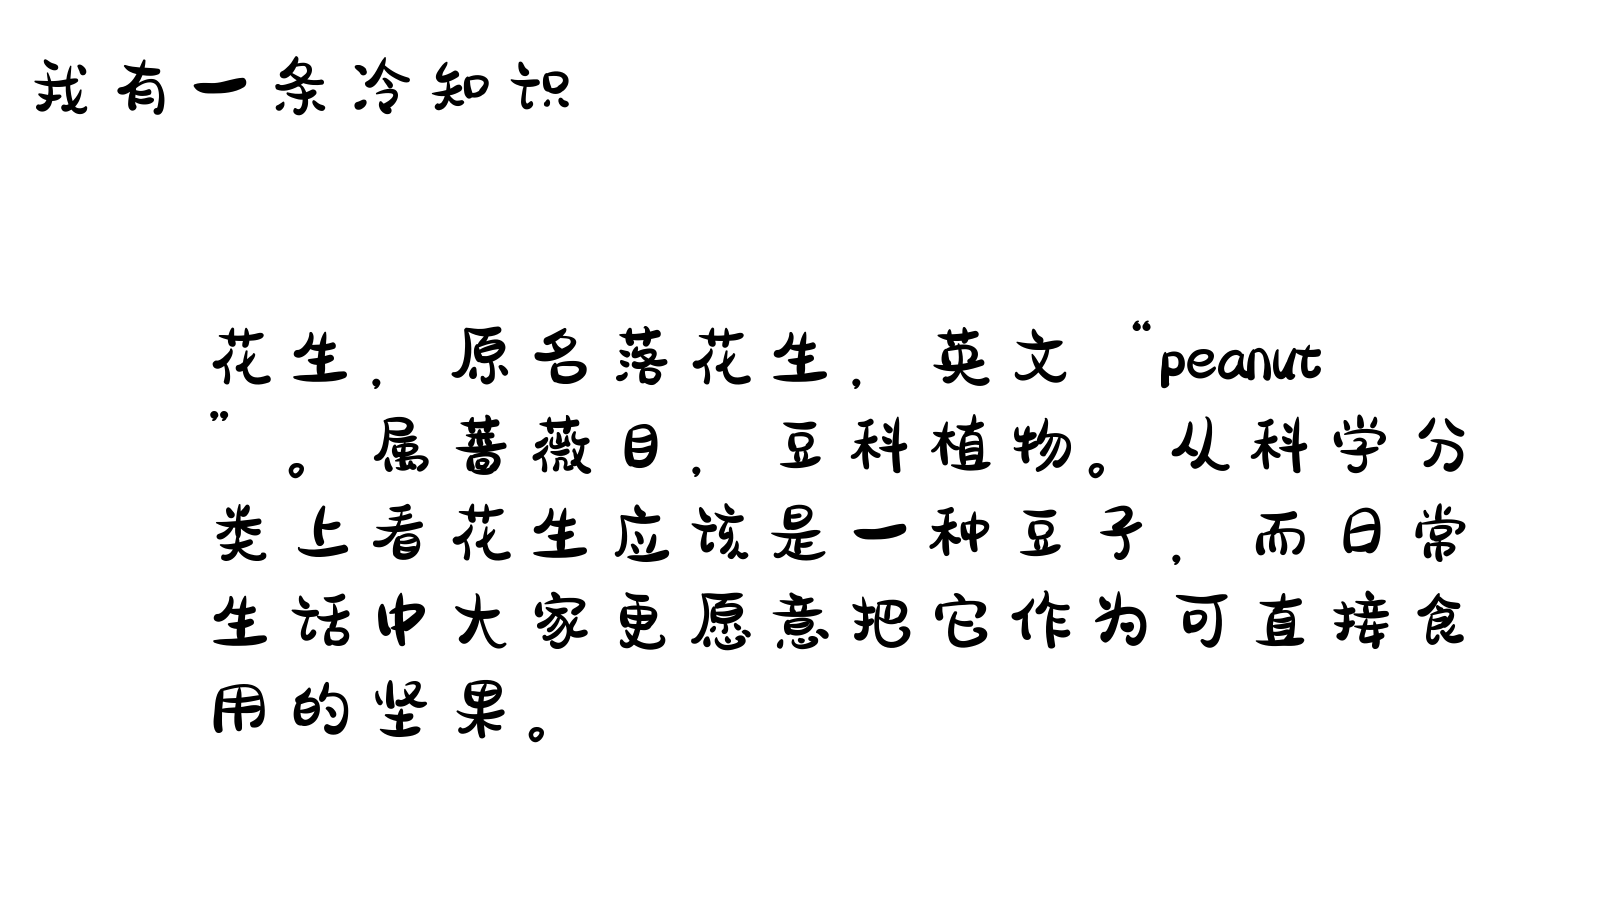 我有一条冷知识
花生，原名落花生，英文“peanut
”。属蔷薇目，豆科植物。从科学分
类上看花生应该是一种豆子，而日常
生活中大家更愿意把它作为可直接食
用的坚果。